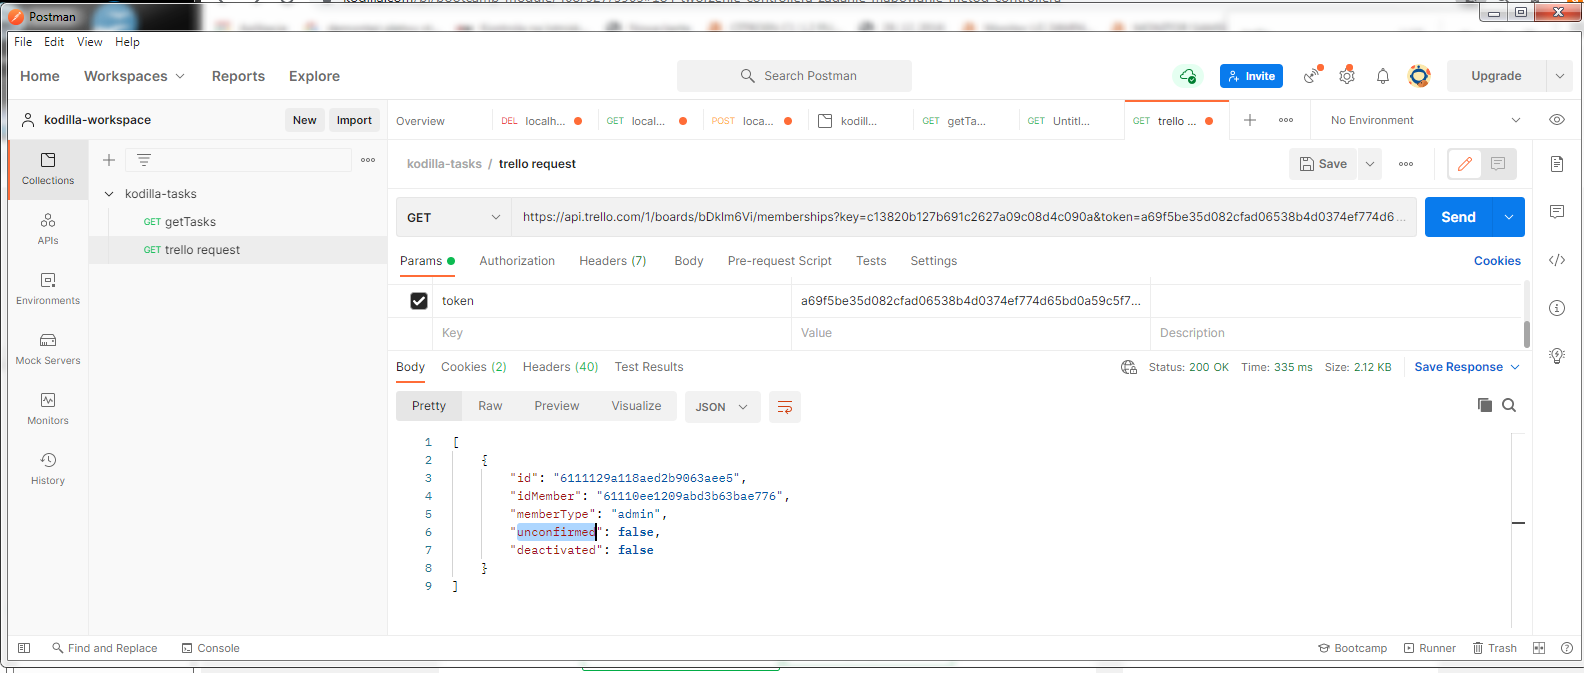 Postman
File Edit View Help
Home Workspaces Reports Explore
Search Postman
Invite
Upgrade
kodilla-workspace
New Import
Overview
DEL localh...
GET local...
POST loca...
kodill...
GET getTa...
GET Untitl...
GET trello ...
No Environment
Collections
APIs
Environments
Mock Servers
Monitors
History
kodilla-tasks
GET getTasks
GET trello request
kodilla-tasks / trello request
Save
GET
https://api.trello.com/1/boards/bDklm6Vi/memberships?key=c13820b127b691c2627a09c08d4c090a&token=a69f5be35d082cfad06538b4d0374ef774d6...
Send
Params Authorization Headers (7) Body Pre-request Script Tests Settings
Cookies
token a69f5be35d082cfad06538b4d0374ef774d65bd0a59c5f7...
Key Value Description
Body Cookies (2) Headers (40) Test Results
Status: 200 OK Time: 335 ms Size: 2.12 KB
Save Response
Pretty Raw Preview Visualize JSON
1 [
2 {
3 "id": "6111129a118aed2b9063aee5",
4 "idMember": "61110ee1209abd3b63bae776",
5 "memberType": "admin",
6 "unconfirmed": false,
7 "deactivated": false
8 }
9 ]
Find and Replace Console
Bootcamp Runner Trash